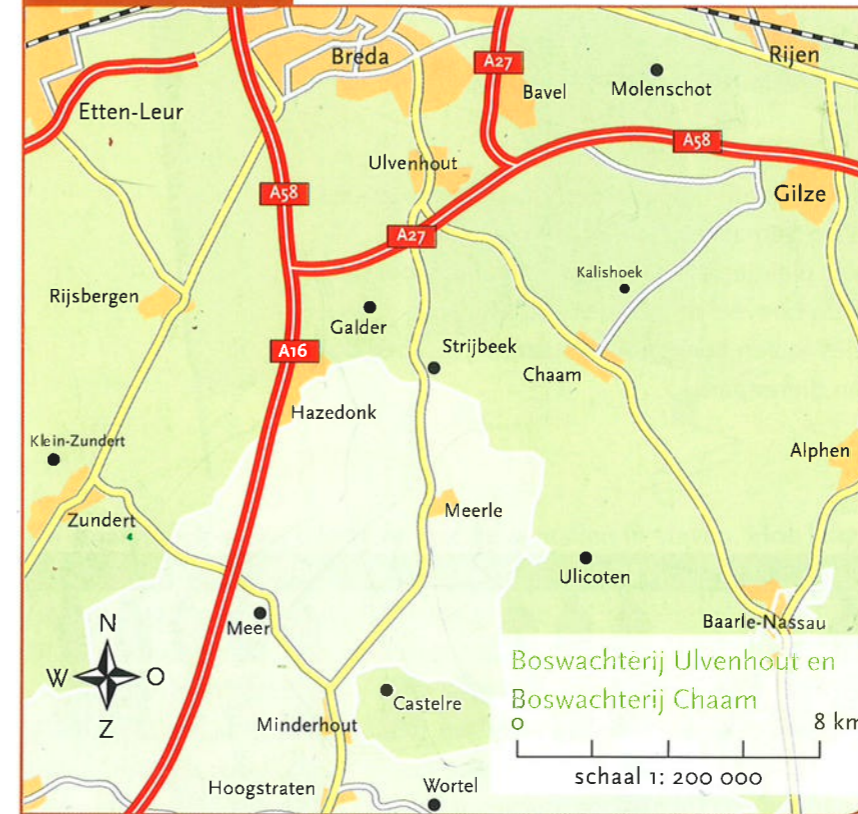 Breda
Rijen
A27
Bavel
Molenschot
Etten-Leur
A58
Ulvenhout
A58
Gilze
A27
Kalishoek
Rijsbergen
Galder
Strijbeek
A16
Chaam
Hazedonk
Klein-Zundert
Alphen
Zundert
Meerle
Ulicoten
N
Meer
Baarle-Nassau
W O
Boswachterij Ulvenhout en
Boswachterij Chaam
Z
Castelre
Minderhout
0 8 km
schaal 1: 200 000
Hoogstraten
Wortel